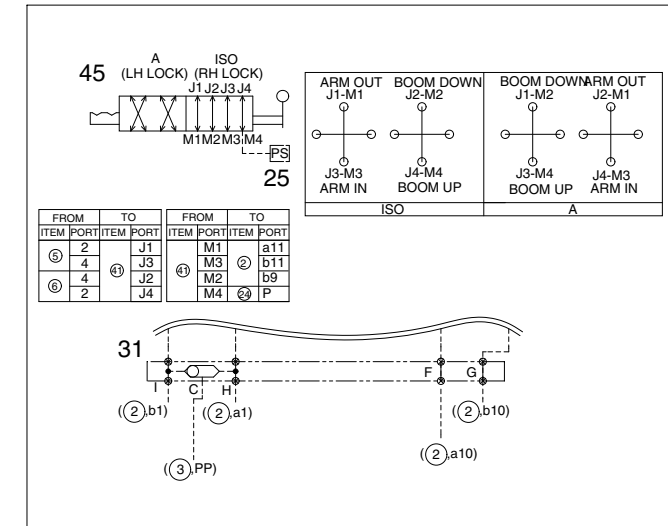 45
A ISO
(LH LOCK) (RH LOCK)
J1 J2 J3 J4
M1 M2 M3 M4
PS
25
ARM OUT BOOM DOWN BOOM DOWN ARM OUT
J1-M1 J2-M2 J1-M2 J2-M1
J3-M3 J4-M4 J3-M4 J4-M3
ARM IN BOOM UP BOOM UP ARM IN
ISO A
FROM TO FROM TO
ITEM PORT ITEM PORT ITEM PORT ITEM PORT
5 2 41 J1 41 M1 2 a11
4 J3 M3 b11
6 4 J2 M2 b9
2 J4 M4 24 P
31
I C H F G
(2,b1) (2,a1) (2,b10)
(3,PP) (2,a10)